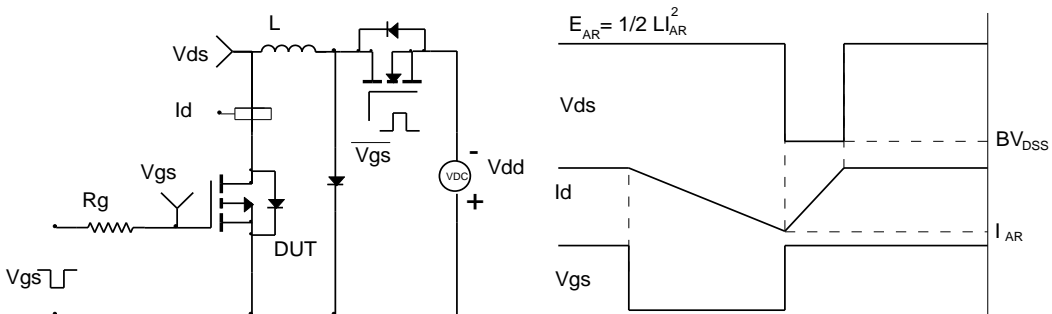 L
Vds
Id
Vgs
Vgs
-
VDC
Vdd
+
Rg
DUT
Vgs
E_AR= 1/2 LI_AR^2
Vds
BV_DSS
Id
I_AR
Vgs